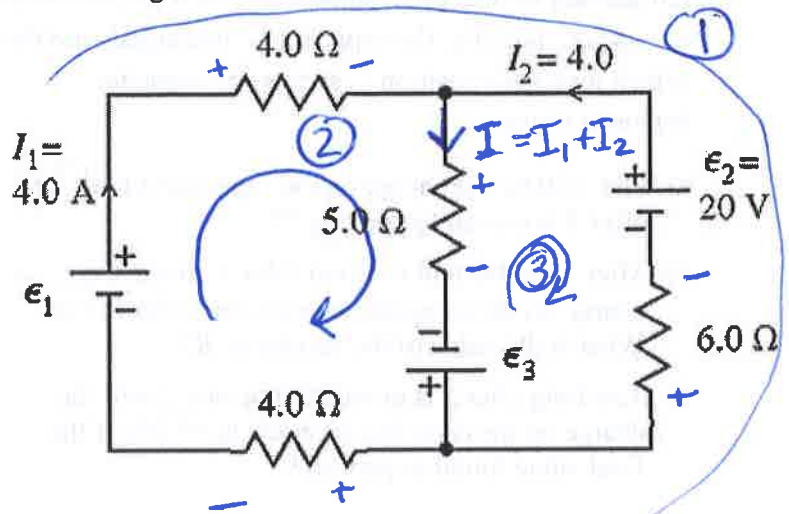 ①
4.0 Ω
I₂ = 4.0
+ −
②
I = I₁ + I₂
I₁ =
4.0 A
+
5.0 Ω
ϵ₂ =
20 V
+
−
+
ϵ₁
−
−
③
−
−
ϵ₃
+
6.0 Ω
+
4.0 Ω
− +